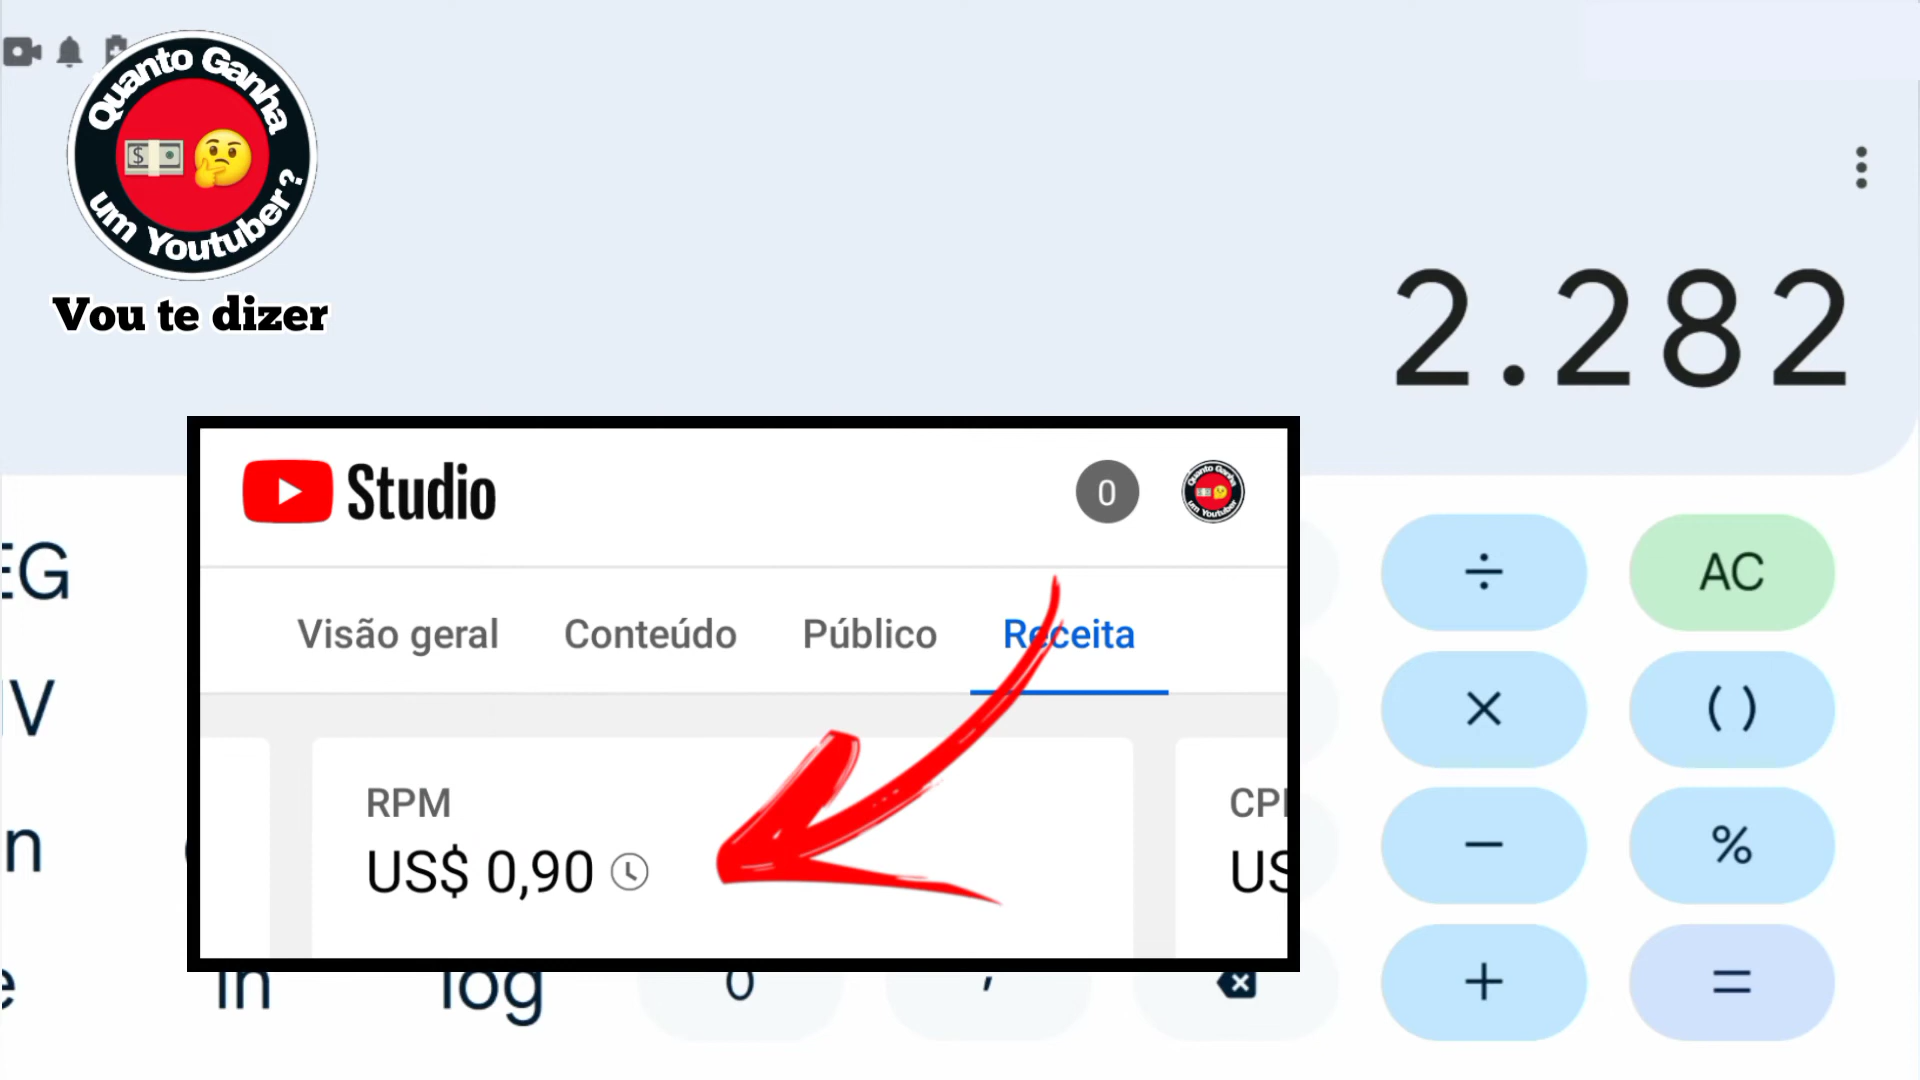 Quanto Ganha
um Youtuber?
Vou te dizer
2.282
Studio
0
Visão geral Conteúdo Público Receita
RPM
US$ 0,90
÷ AC
× ( )
− %
ln log 0 , + =